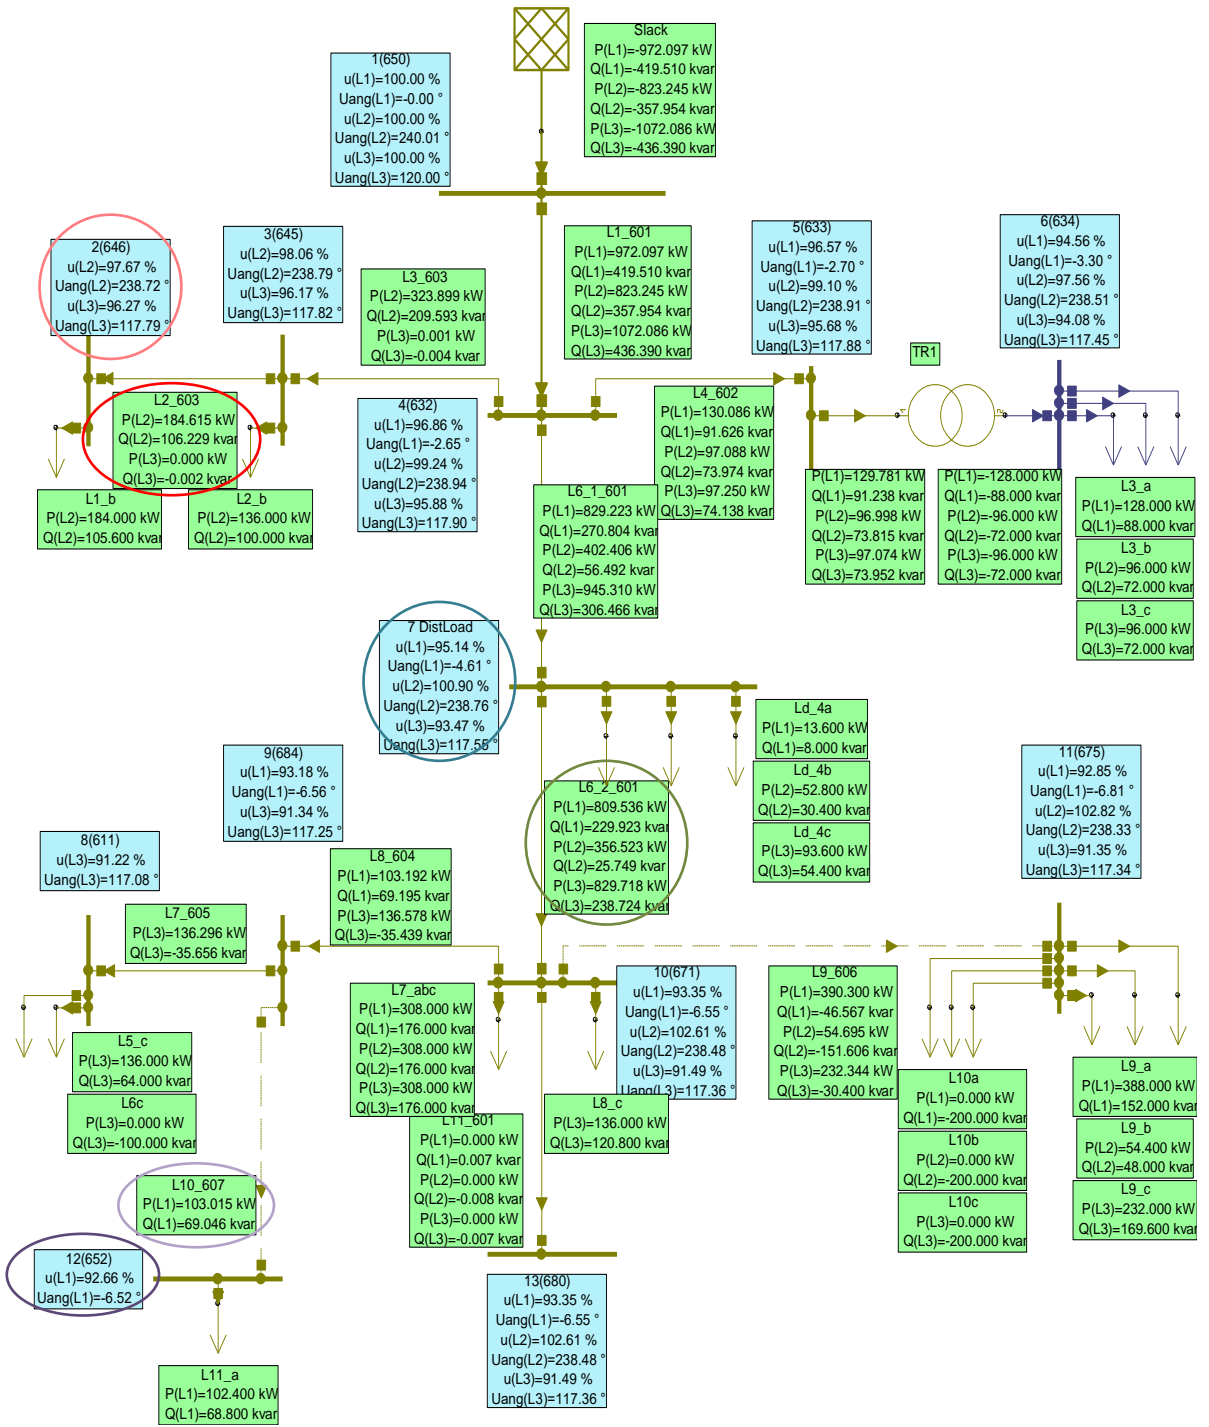 Slack
P(L1)=-972.097 kW
Q(L1)=-419.510 kvar
P(L2)=-823.245 kW
Q(L2)=-357.954 kvar
P(L3)=-1072.086 kW
Q(L3)=-436.390 kvar
1(650)
u(L1)=100.00 %
Uang(L1)=-0.00 °
u(L2)=100.00 %
Uang(L2)=240.01 °
u(L3)=100.00 %
Uang(L3)=120.00 °
2(646)
u(L2)=97.67 %
Uang(L2)=238.72 °
u(L3)=96.27 %
Uang(L3)=117.79 °
3(645)
u(L2)=98.06 %
Uang(L2)=238.79 °
u(L3)=96.17 %
Uang(L3)=117.82 °
L3_603
P(L2)=323.899 kW
Q(L2)=209.593 kvar
P(L3)=0.001 kW
Q(L3)=-0.004 kvar
L1_601
P(L1)=972.097 kW
Q(L1)=419.510 kvar
P(L2)=823.245 kW
Q(L2)=357.954 kvar
P(L3)=1072.086 kW
Q(L3)=436.390 kvar
5(633)
u(L1)=96.57 %
Uang(L1)=-2.70 °
u(L2)=99.10 %
Uang(L2)=238.91 °
u(L3)=95.68 %
Uang(L3)=117.88 °
6(634)
u(L1)=94.56 %
Uang(L1)=-3.30 °
u(L2)=97.56 %
Uang(L2)=238.51 °
u(L3)=94.08 %
Uang(L3)=117.45 °
TR1
L2_603
P(L2)=184.615 kW
Q(L2)=106.229 kvar
P(L3)=0.000 kW
Q(L3)=-0.002 kvar
4(632)
u(L1)=96.86 %
Uang(L1)=-2.65 °
u(L2)=99.24 %
Uang(L2)=238.94 °
u(L3)=95.88 %
Uang(L3)=117.90 °
L4_602
P(L1)=130.086 kW
Q(L1)=91.626 kvar
P(L2)=97.088 kW
Q(L2)=73.974 kvar
P(L3)=97.250 kW
Q(L3)=74.138 kvar
L1_b
P(L2)=184.000 kW
Q(L2)=105.600 kvar
L2_b
P(L2)=136.000 kW
Q(L2)=100.000 kvar
L6_1_601
P(L1)=829.223 kW
Q(L1)=270.804 kvar
P(L2)=402.406 kW
Q(L2)=56.492 kvar
P(L3)=945.310 kW
Q(L3)=306.466 kvar
P(L1)=129.781 kW
Q(L1)=91.238 kvar
P(L2)=96.998 kW
Q(L2)=73.815 kvar
P(L3)=97.074 kW
Q(L3)=73.952 kvar
P(L1)=-128.000 kW
Q(L1)=-88.000 kvar
P(L2)=-96.000 kW
Q(L2)=-72.000 kvar
P(L3)=-96.000 kW
Q(L3)=-72.000 kvar
L3_a
P(L1)=128.000 kW
Q(L1)=88.000 kvar
L3_b
P(L2)=96.000 kW
Q(L2)=72.000 kvar
L3_c
P(L3)=96.000 kW
Q(L3)=72.000 kvar
7 DistLoad
u(L1)=95.14 %
Uang(L1)=-4.61 °
u(L2)=100.90 %
Uang(L2)=238.76 °
u(L3)=93.47 %
Uang(L3)=117.55 °
Ld_4a
P(L1)=13.600 kW
Q(L1)=8.000 kvar
Ld_4b
P(L2)=52.800 kW
Q(L2)=30.400 kvar
Ld_4c
P(L3)=93.600 kW
Q(L3)=54.400 kvar
9(684)
u(L1)=93.18 %
Uang(L1)=-6.56 °
u(L3)=91.34 %
Uang(L3)=117.25 °
11(675)
u(L1)=92.85 %
Uang(L1)=-6.81 °
u(L2)=102.82 %
Uang(L2)=238.33 °
u(L3)=91.35 %
Uang(L3)=117.34 °
L6_2_601
P(L1)=809.536 kW
Q(L1)=229.923 kvar
P(L2)=356.523 kW
Q(L2)=25.749 kvar
P(L3)=829.718 kW
Q(L3)=238.724 kvar
8(611)
u(L3)=91.22 %
Uang(L3)=117.08 °
L8_604
P(L1)=103.192 kW
Q(L1)=69.195 kvar
P(L3)=136.578 kW
Q(L3)=-35.439 kvar
L7_605
P(L3)=136.296 kW
Q(L3)=-35.656 kvar
L7_abc
P(L1)=308.000 kW
Q(L1)=176.000 kvar
P(L2)=308.000 kW
Q(L2)=176.000 kvar
P(L3)=308.000 kW
Q(L3)=176.000 kvar
10(671)
u(L1)=93.35 %
Uang(L1)=-6.55 °
u(L2)=102.61 %
Uang(L2)=238.48 °
u(L3)=91.49 %
Uang(L3)=117.36 °
L9_606
P(L1)=390.300 kW
Q(L1)=-46.567 kvar
P(L2)=54.695 kW
Q(L2)=-151.606 kvar
P(L3)=232.344 kW
Q(L3)=-30.400 kvar
L5_c
P(L3)=136.000 kW
Q(L3)=64.000 kvar
L6c
P(L3)=0.000 kW
Q(L3)=-100.000 kvar
L11_601
P(L1)=0.000 kW
Q(L1)=0.007 kvar
P(L2)=0.000 kW
Q(L2)=-0.008 kvar
P(L3)=0.000 kW
Q(L3)=-0.007 kvar
L8_c
P(L3)=136.000 kW
Q(L3)=120.800 kvar
L10a
P(L1)=0.000 kW
Q(L1)=-200.000 kvar
L10b
P(L2)=0.000 kW
Q(L2)=-200.000 kvar
L10c
P(L3)=0.000 kW
Q(L3)=-200.000 kvar
L9_a
P(L1)=388.000 kW
Q(L1)=152.000 kvar
L9_b
P(L2)=54.400 kW
Q(L2)=48.000 kvar
L9_c
P(L3)=232.000 kW
Q(L3)=169.600 kvar
L10_607
P(L1)=103.015 kW
Q(L1)=69.046 kvar
12(652)
u(L1)=92.66 %
Uang(L1)=-6.52 °
13(680)
u(L1)=93.35 %
Uang(L1)=-6.55 °
u(L2)=102.61 %
Uang(L2)=238.48 °
u(L3)=91.49 %
Uang(L3)=117.36 °
L11_a
P(L1)=102.400 kW
Q(L1)=68.800 kvar